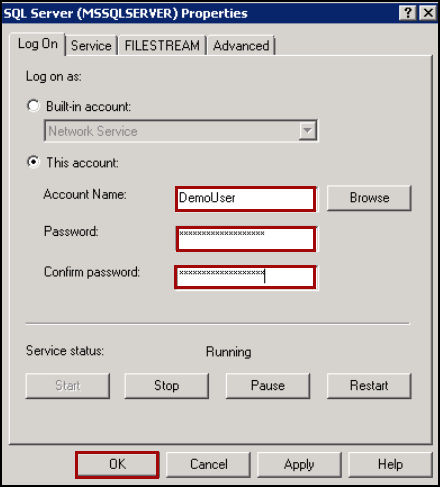 SQL Server (MSSQLSERVER) Properties
Log On Service FILESTREAM Advanced
Log on as:
Built-in account:
Network Service
This account:
Account Name: DemoUser Browse
Password: *******************
Confirm password: *******************
Service status: Running
Start Stop Pause Restart
OK Cancel Apply Help